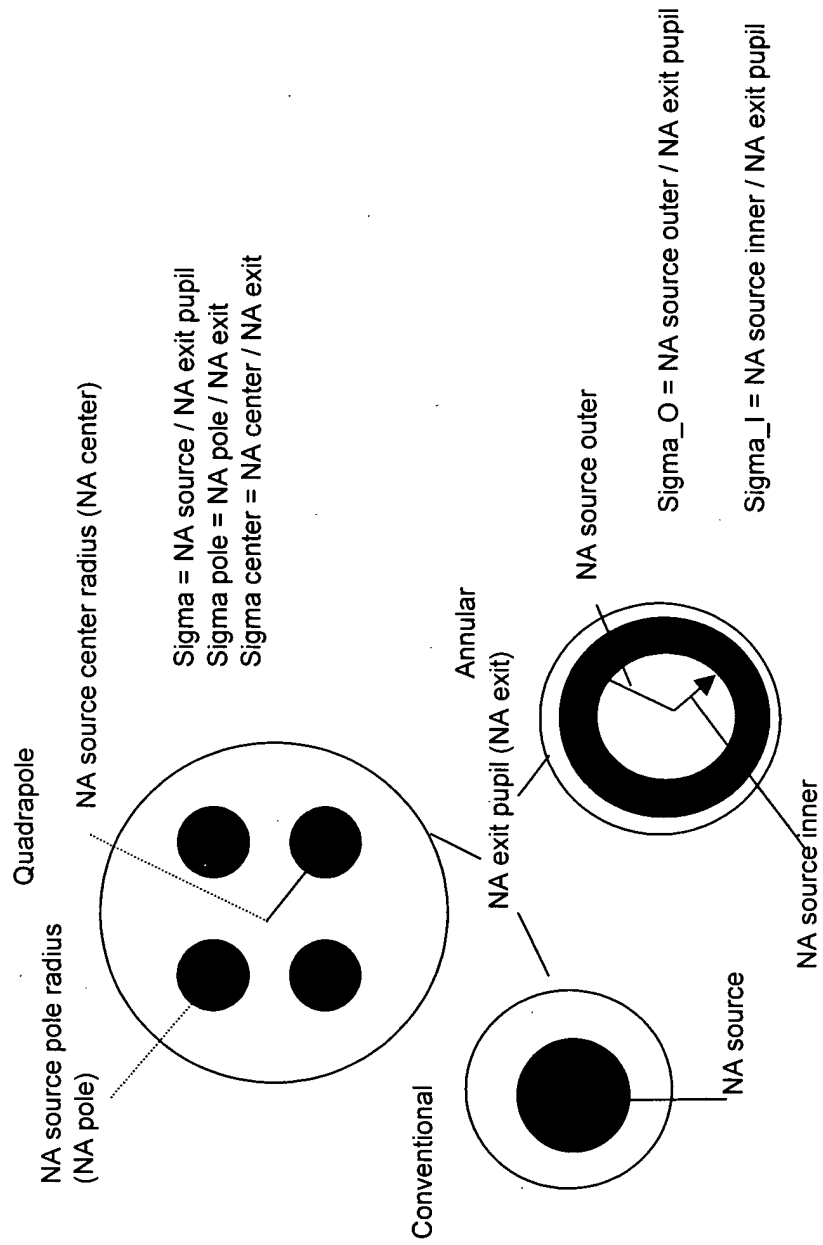 Quadrapole
NA source pole radius
(NA pole)
NA source center radius (NA center)
Sigma = NA source / NA exit pupil
Sigma pole = NA pole / NA exit
Sigma center = NA center / NA exit
Conventional
NA exit pupil (NA exit)
Annular
NA source
NA source inner
NA source outer
Sigma_O = NA source outer / NA exit pupil
Sigma_I = NA source inner / NA exit pupil